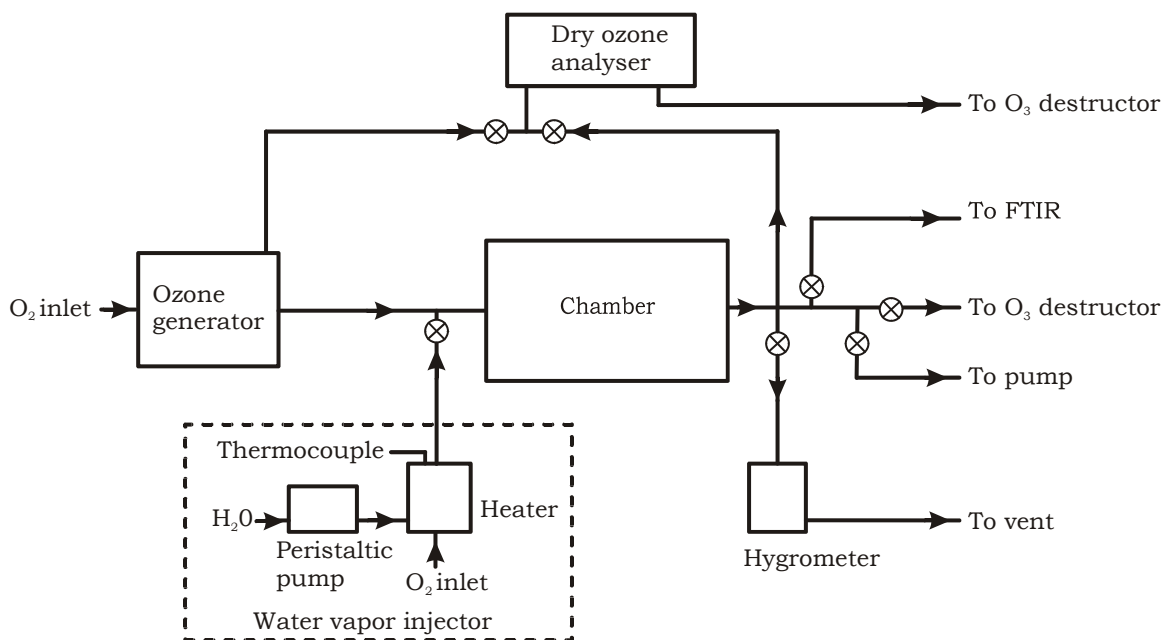 Dry ozone
analyser
To O₃ destructor
To FTIR
O₂ inlet
Ozone
generator
Chamber
To O₃ destructor
To pump
Thermocouple
H₂0
Heater
Peristaltic
pump
O₂ inlet
Water vapor injector
To vent
Hygrometer